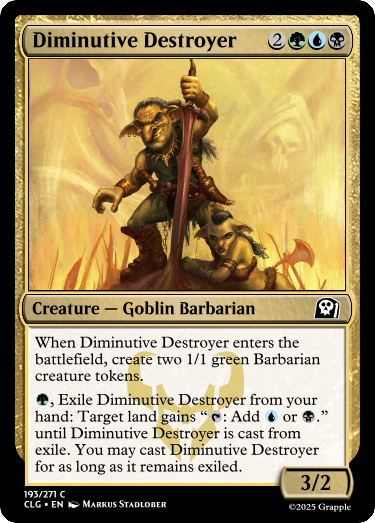 Diminutive Destroyer 2
Creature — Goblin Barbarian
When Diminutive Destroyer enters the
battlefield, create two 1/1 green Barbarian
creature tokens.
, Exile Diminutive Destroyer from your
hand: Target land gains “ : Add or .”
until Diminutive Destroyer is cast from
exile. You may cast Diminutive Destroyer
for as long as it remains exiled.
3/2
193/271 C
CLG • EN Markus Stadlober
©2025 Grapple